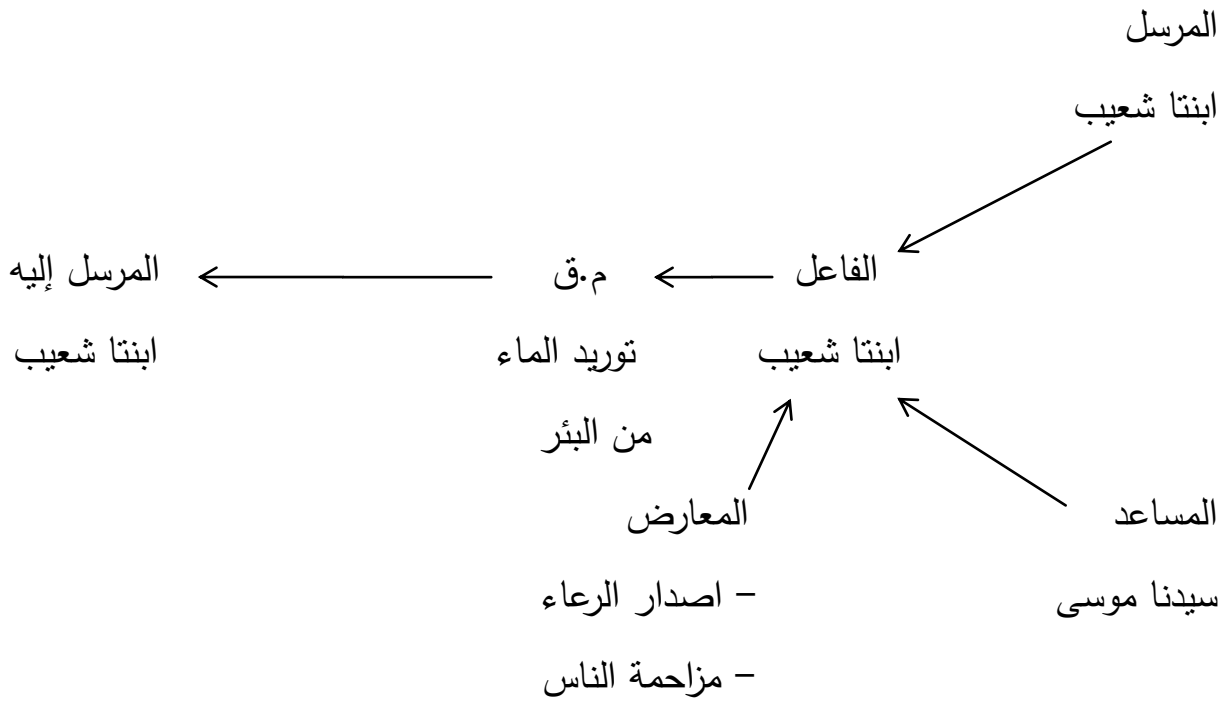 المرسل
ابنتا شعيب
الفاعل م.ق المرسل إليه
ابنتا شعيب توريد الماء ابنتا شعيب
من البئر
المساعد المعارض
سيدنا موسى – اصدار الرعاء
– مزاحمة الناس